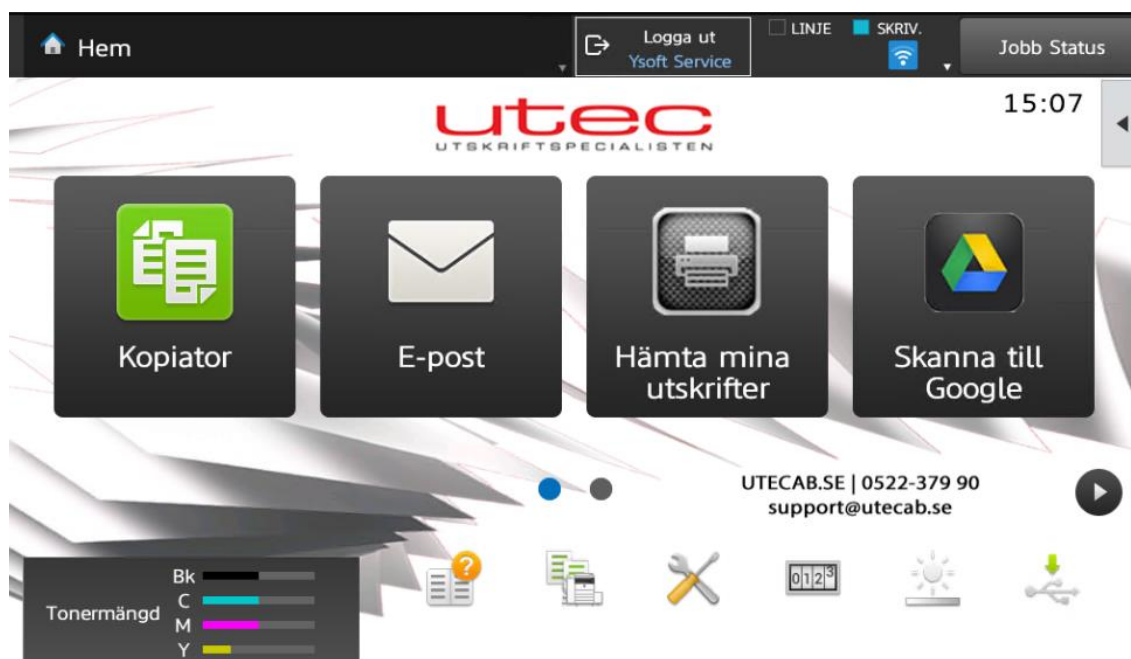 Hem
Logga ut
Ysoft Service
LINJE
SKRIV.
Jobb Status
15:07
utec
UTSKRIFTSPECIALISTEN
Kopiator
E-post
Hämta mina
utskrifter
Skanna till
Google
UTECAB.SE | 0522-379 90
support@utecab.se
Tonermängd
Bk
C
M
Y
?
0123